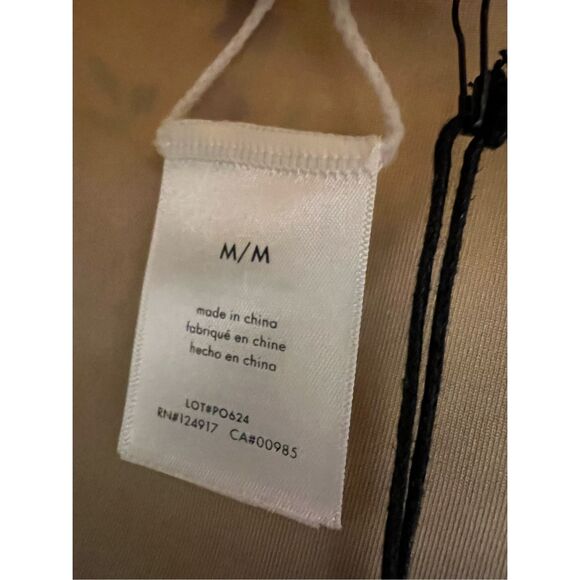 M/M
made in china
fabriqué en chine
hecho en china
LOT#PO624
RN#124917 CA#00985